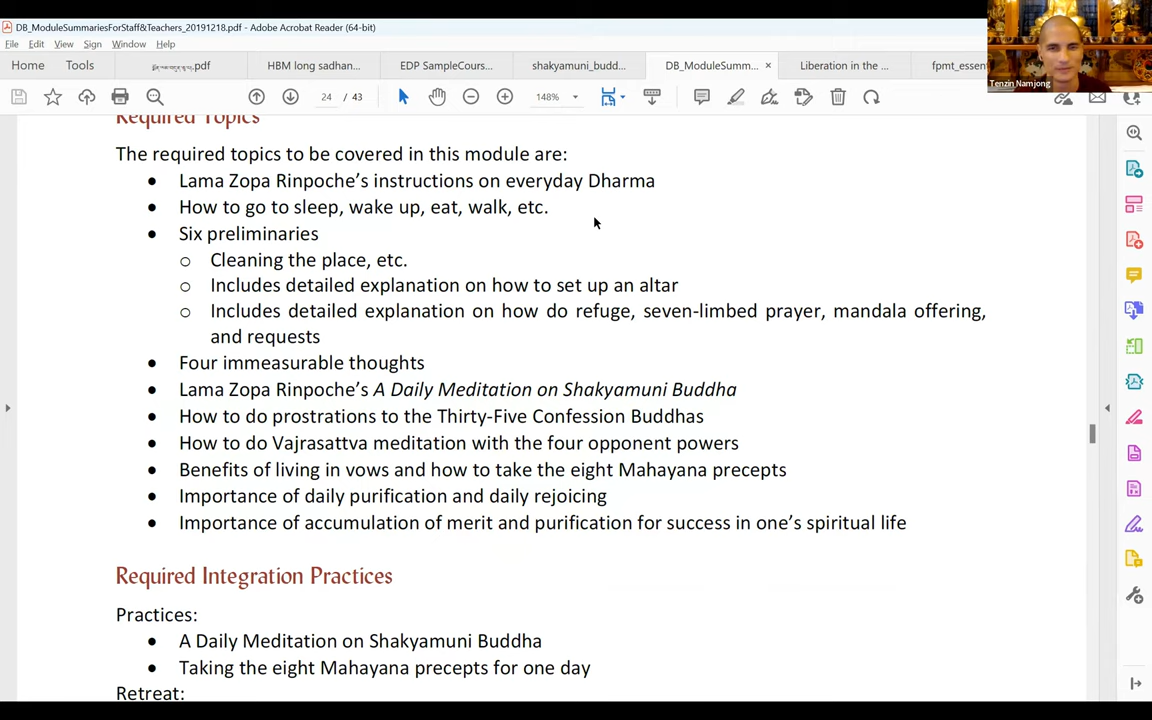 DB_ModuleSummariesForStaff&Teachers_20191218.pdf - Adobe Acrobat Reader (64-bit)
File Edit View Sign Window Help
Home Tools .pdf HBM long sadhan... EDP SampleCours... shakyamuni_budd... DB_ModuleSumm... × Liberation in the ... fpmt_essen
Tenzin Namjong
24 / 43 148%
Required Topics
The required topics to be covered in this module are:
• Lama Zopa Rinpoche’s instructions on everyday Dharma
• How to go to sleep, wake up, eat, walk, etc.
• Six preliminaries
o Cleaning the place, etc.
o Includes detailed explanation on how to set up an altar
o Includes detailed explanation on how do refuge, seven-limbed prayer, mandala offering,
and requests
• Four immeasurable thoughts
• Lama Zopa Rinpoche’s A Daily Meditation on Shakyamuni Buddha
• How to do prostrations to the Thirty-Five Confession Buddhas
• How to do Vajrasattva meditation with the four opponent powers
• Benefits of living in vows and how to take the eight Mahayana precepts
• Importance of daily purification and daily rejoicing
• Importance of accumulation of merit and purification for success in one’s spiritual life
Required Integration Practices
Practices:
• A Daily Meditation on Shakyamuni Buddha
• Taking the eight Mahayana precepts for one day
Retreat: